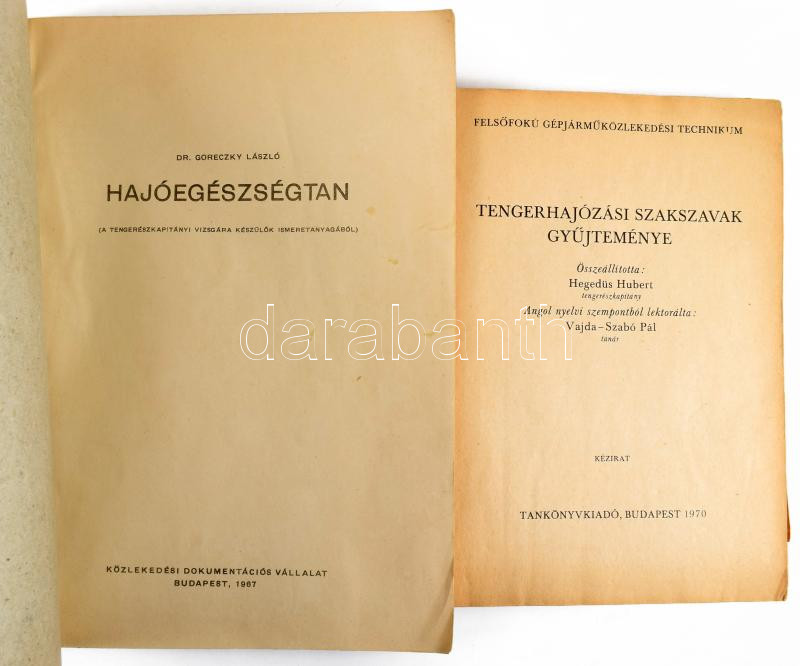 DR. GORECZKY LÁSZLÓ
HAJÓEGÉSZSÉGTAN
(A TENGERÉSZKAPITÁNYI VIZSGÁRA KÉSZÜLŐK ISMERETANYAGÁBÓL)
KÖZLEKEDÉSI DOKUMENTÁCIÓS VÁLLALAT
BUDAPEST, 1967
FELSŐFOKÚ GÉPJÁRMŰKÖZLEKEDÉSI TECHNIKUM
TENGERHAJÓZÁSI SZAKSZAVAK
GYŰJTEMÉNYE
Összeállította:
Hegedüs Hubert
tengerészkapitány
Angol nyelvi szempontból lektorálta:
Vajda–Szabó Pál
tanár
KÉZIRAT
TANKÖNYVKIADÓ, BUDAPEST 1970
darabanth